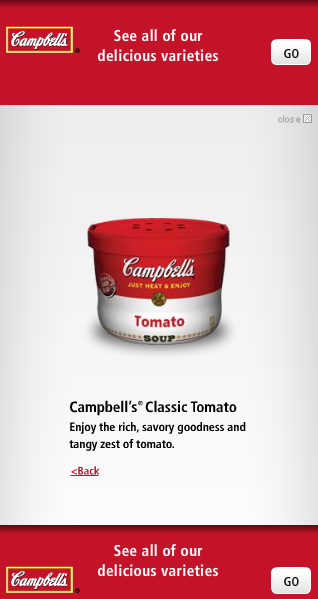 Campbell's®
See all of our
delicious varieties
GO
close
Campbell's
JUST HEAT & ENJOY
Tomato
SOUP
Campbell's® Classic Tomato
Enjoy the rich, savory goodness and
tangy zest of tomato.
<Back
See all of our
delicious varieties
Campbell's®
GO